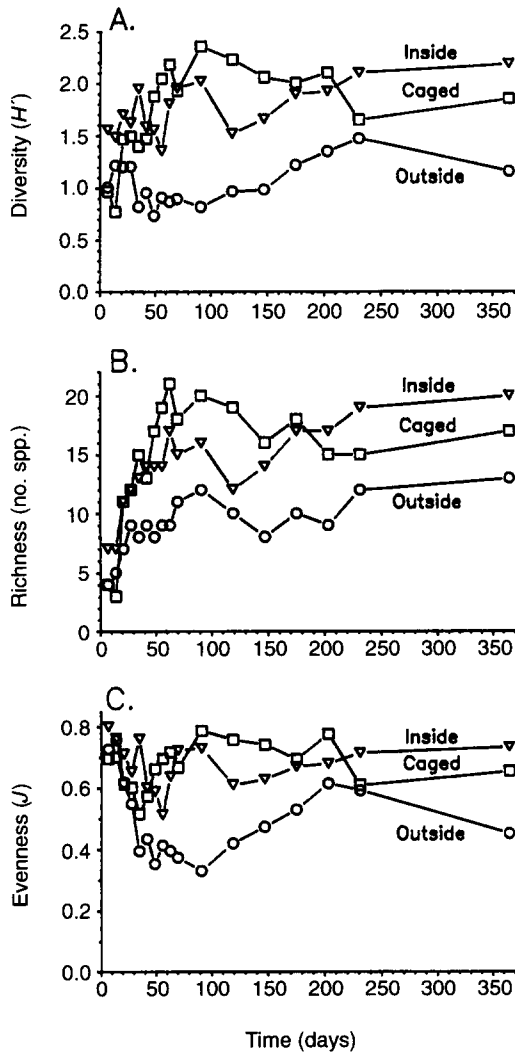 A.
2.5
2.0
1.5
1.0
0.5
0.0
Diversity (H′)
Inside
Caged
Outside
0 50 100 150 200 250 300 350
B.
20
15
10
5
0
Richness (no. spp.)
Inside
Caged
Outside
0 50 100 150 200 250 300 350
C.
0.8
0.6
0.4
0.2
0.0
Evenness (J)
Inside
Caged
Outside
0 50 100 150 200 250 300 350
Time (days)